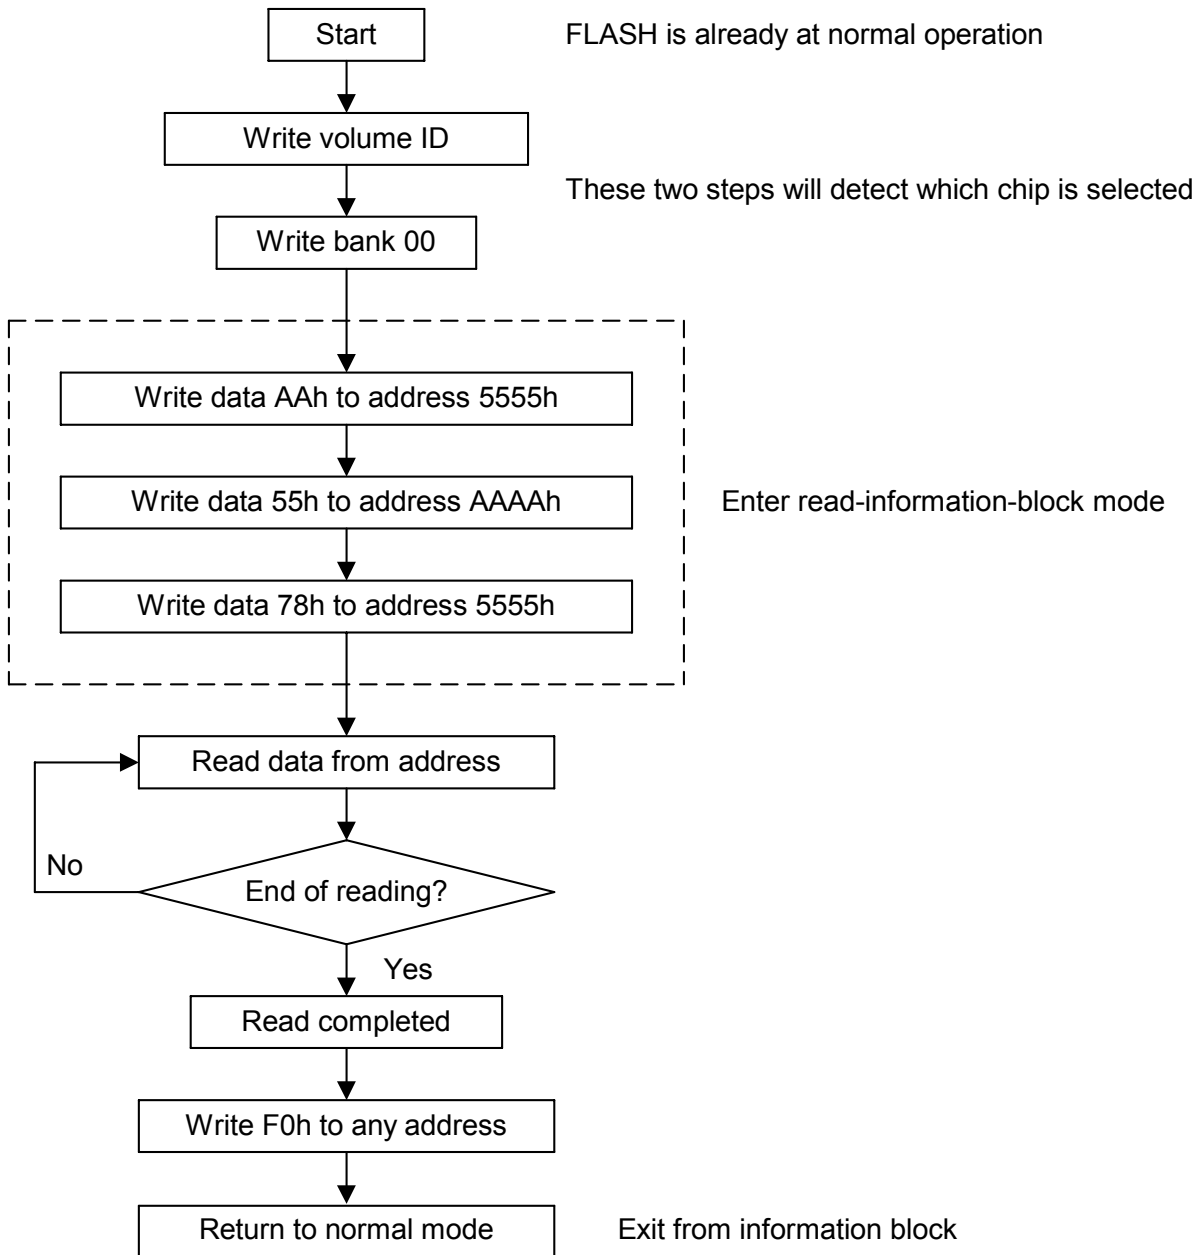 Start
FLASH is already at normal operation
Write volume ID
These two steps will detect which chip is selected
Write bank 00
Write data AAh to address 5555h
Write data 55h to address AAAAh
Enter read-information-block mode
Write data 78h to address 5555h
Read data from address
No
End of reading?
Yes
Read completed
Write F0h to any address
Return to normal mode
Exit from information block